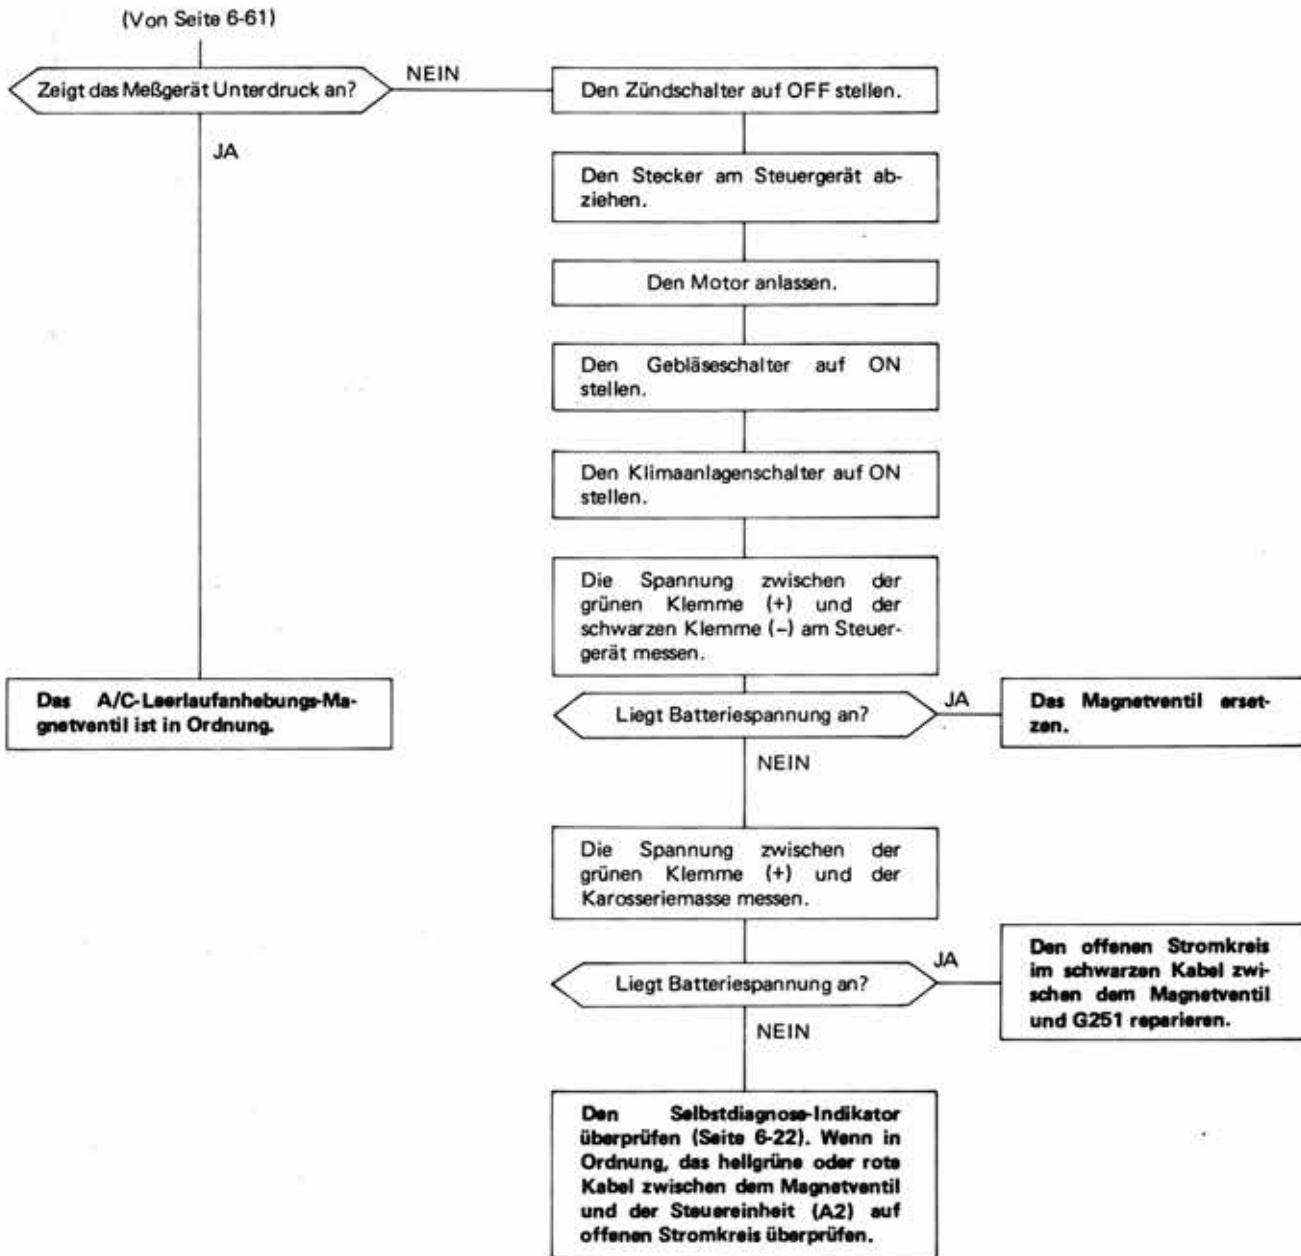 (Von Seite 6-61)
Zeigt das Meßgerät Unterdruck an?
NEIN
Den Zündschalter auf OFF stellen.
JA
Den Stecker am Steuergerät ab-
ziehen.
Den Motor anlassen.
Den Gebläseschalter auf ON
stellen.
Den Klimaanlagenschalter auf ON
stellen.
Die Spannung zwischen der
grünen Klemme (+) und der
schwarzen Klemme (–) am Steuer-
gerät messen.
Das A/C-Leerlaufanhebungs-Ma-
gnetventil ist in Ordnung.
Liegt Batteriespannung an?
JA
Das Magnetventil erset-
zen.
NEIN
Die Spannung zwischen der
grünen Klemme (+) und der
Karosseriemasse messen.
Liegt Batteriespannung an?
JA
Den offenen Stromkreis
im schwarzen Kabel zwi-
schen dem Magnetventil
und G251 reparieren.
NEIN
Den Selbstdiagnose-Indikator
überprüfen (Seite 6-22). Wenn in
Ordnung, das hellgrüne oder rote
Kabel zwischen dem Magnetventil
und der Steuereinheit (A2) auf
offenen Stromkreis überprüfen.